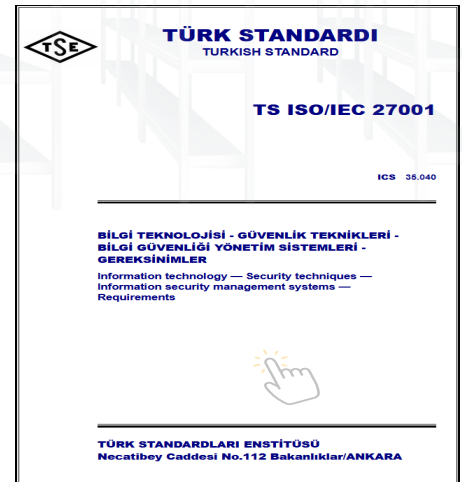 TSE
TÜRK STANDARDI
TURKISH STANDARD
TS ISO/IEC 27001
ICS 35.040
BİLGİ TEKNOLOJİSİ - GÜVENLİK TEKNİKLERİ -
BİLGİ GÜVENLİĞİ YÖNETİM SİSTEMLERİ -
GEREKSİNİMLER
Information technology — Security techniques —
Information security management systems —
Requirements
TÜRK STANDARDLARI ENSTİTÜSÜ
Necatibey Caddesi No.112 Bakanlıklar/ANKARA